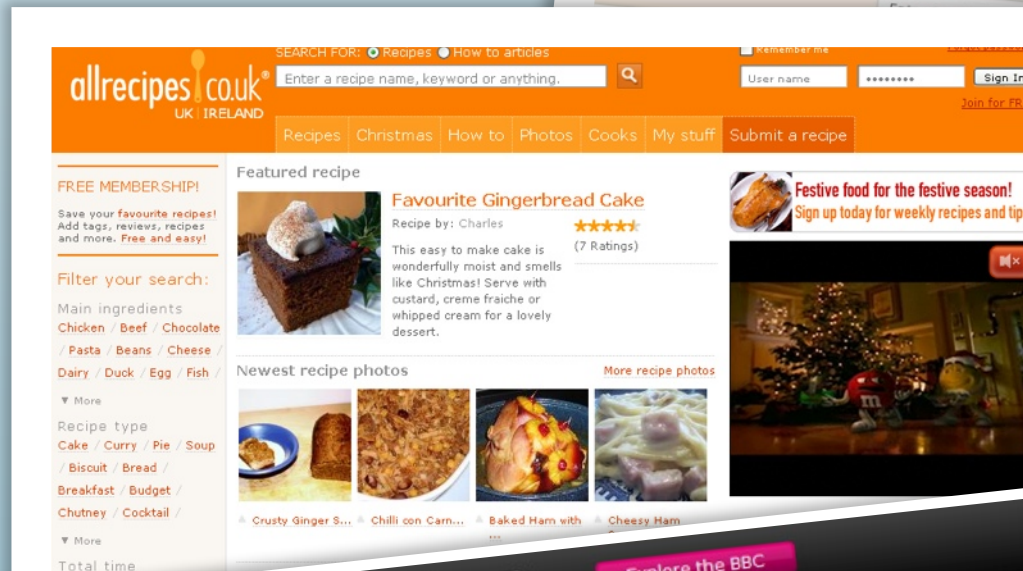 SEARCH FOR: Recipes How to articles
Remember me
allrecipes.co.uk®
UK | IRELAND
Enter a recipe name, keyword or anything.
User name
••••••••
Sign In
Join for FR
Recipes Christmas How to Photos Cooks My stuff Submit a recipe
FREE MEMBERSHIP!
Save your favourite recipes!
Add tags, reviews, recipes
and more. Free and easy!
Filter your search:
Main ingredients
Chicken / Beef / Chocolate
/ Pasta / Beans / Cheese /
Dairy / Duck / Egg / Fish /
▼ More
Recipe type
Cake / Curry / Pie / Soup
/ Biscuit / Bread /
Breakfast / Budget /
Chutney / Cocktail /
▼ More
Total time
Featured recipe
Favourite Gingerbread Cake
Recipe by: Charles
(7 Ratings)
This easy to make cake is
wonderfully moist and smells
like Christmas! Serve with
custard, creme fraiche or
whipped cream for a lovely
dessert.
Newest recipe photos
More recipe photos
Crusty Ginger S...
Chilli con Carn...
Baked Ham with
...
Cheesy Ham
Festive food for the festive season!
Sign up today for weekly recipes and tip
m
Explore the BBC